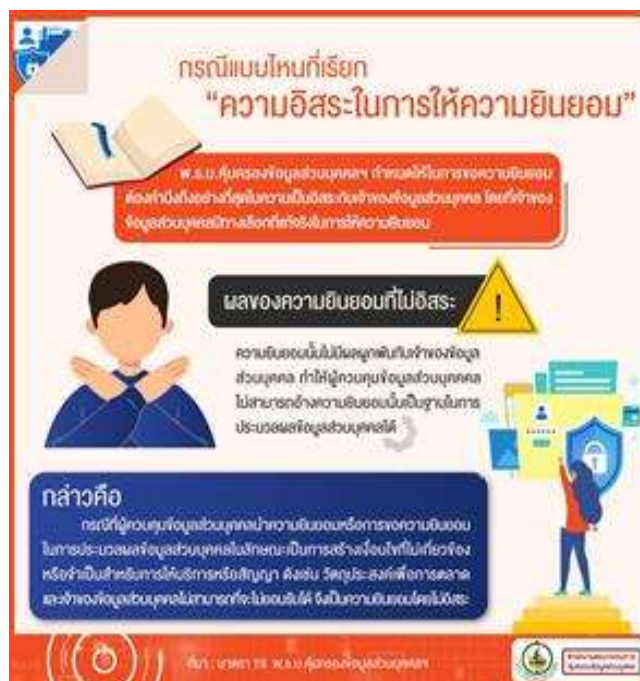 กรณีแบบไหนที่เรียก
“ความอิสระในการให้ความยินยอม”
พ.ร.บ.คุ้มครองข้อมูลส่วนบุคคลฯ กำหนดให้ในการขอความยินยอม
ต้องคำนึงถึงอย่างที่สุดในความเป็นอิสระกับเจ้าของข้อมูลส่วนบุคคล โดยที่เจ้าของ
ข้อมูลส่วนบุคคลมีทางเลือกที่แท้จริงในการให้ความยินยอม
ผลของความยินยอมที่ไม่อิสระ
!
ความยินยอมนั้นไม่มีผลผูกพันกับเจ้าของข้อมูล
ส่วนบุคคล ทำให้ผู้ควบคุมข้อมูลส่วนบุคคล
ไม่สามารถอ้างความยินยอมนั้นเป็นฐานในการ
ประมวลผลข้อมูลส่วนบุคคลได้
กล่าวคือ
กรณีที่ผู้ควบคุมข้อมูลส่วนบุคคลนำความยินยอมหรือการขอความยินยอม
ในการประมวลผลข้อมูลส่วนบุคคลในลักษณะเป็นการสร้างเงื่อนไขที่ไม่เกี่ยวข้อง
หรือจำเป็นสำหรับการให้บริการหรือสัญญา ดังเช่น วัตถุประสงค์เพื่อการตลาด
และเจ้าของข้อมูลส่วนบุคคลไม่สามารถที่จะไม่ยอมรับได้ จึงเป็นความยินยอมโดยไม่อิสระ
ที่มา : มาตรา 19 พ.ร.บ.คุ้มครองข้อมูลส่วนบุคคลฯ